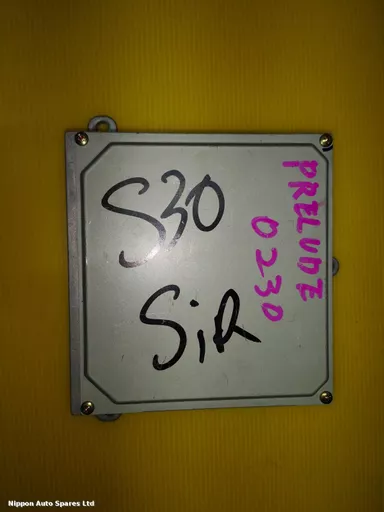 S30
SiR
PRELUDE
0230
Nippon Auto Spares Ltd